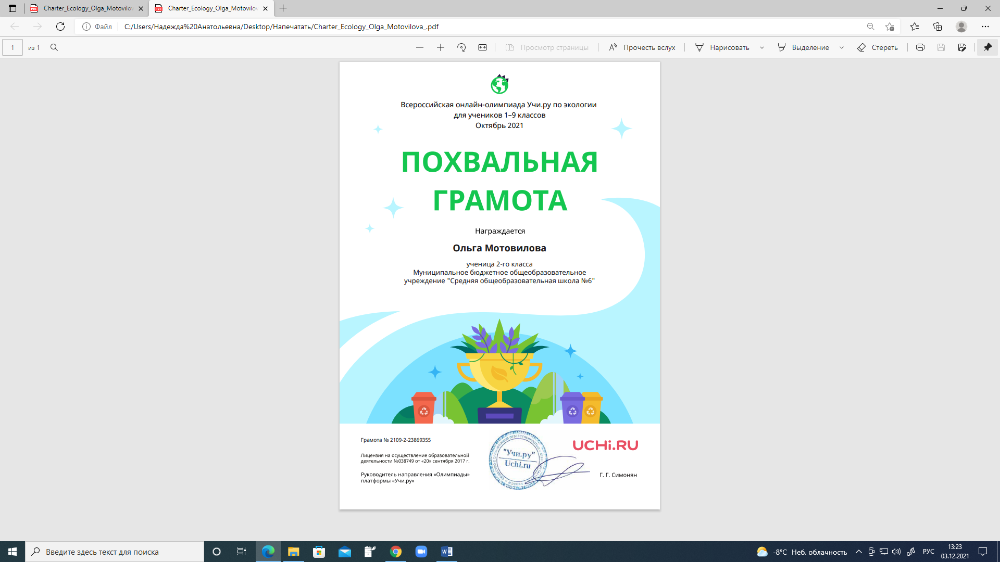 Charter_Ecology_Olga_Motovilov
Charter_Ecology_Olga_Motovilov
Файл
C:/Users/Надежда%20Анатольевна/Desktop/Напечатать/Charter_Ecology_Olga_Motovilova_.pdf
1 из 1
Просмотр страницы
Прочесть вслух
Нарисовать
Выделение
Стереть
Всероссийская онлайн-олимпиада Учи.ру по экологии
для учеников 1–9 классов
Октябрь 2021
ПОХВАЛЬНАЯ
ГРАМОТА
Награждается
Ольга Мотовилова
ученица 2-го класса
Муниципальное бюджетное общеобразовательное
учреждение "Средняя общеобразовательная школа №6"
Грамота № 2109-2-23869355
Лицензия на осуществление образовательной
деятельности №038749 от «20» сентября 2017 г.
Руководитель направления «Олимпиады»
платформы «Учи.ру»
"Учи.ру"
Uchi.ru
МОСКВА
UCHi.RU
Г. Г. Симонян
Введите здесь текст для поиска
-8°C Неб. облачность
РУС
13:23
03.12.2021